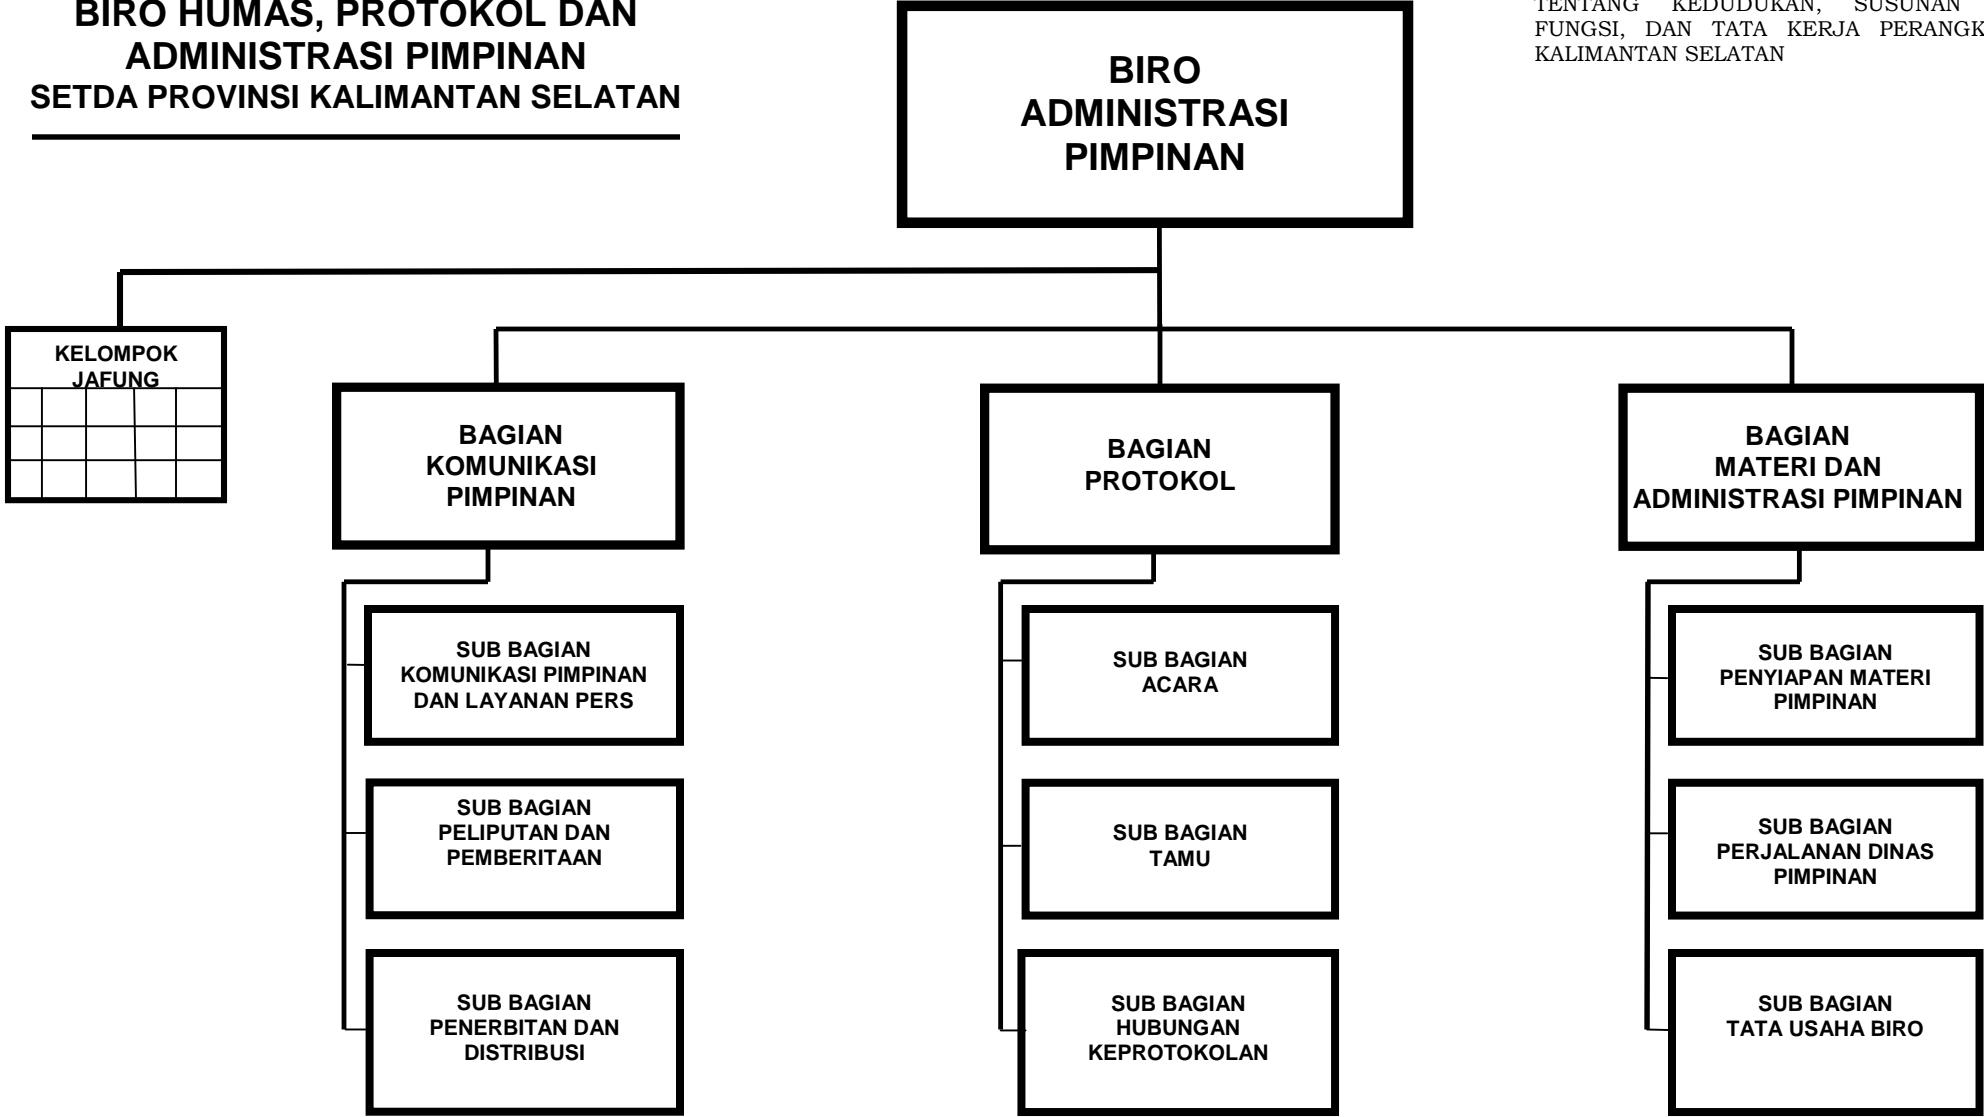 BIRO HUMAS, PROTOKOL DAN
ADMINISTRASI PIMPINAN
SETDA PROVINSI KALIMANTAN SELATAN
TENTANG KEDUDUKAN, SUSUNAN
FUNGSI, DAN TATA KERJA PERANGK
KALIMANTAN SELATAN
BIRO
ADMINISTRASI
PIMPINAN
KELOMPOK
JAFUNG
BAGIAN
KOMUNIKASI
PIMPINAN
BAGIAN
PROTOKOL
BAGIAN
MATERI DAN
ADMINISTRASI PIMPINAN
SUB BAGIAN
KOMUNIKASI PIMPINAN
DAN LAYANAN PERS
SUB BAGIAN
ACARA
SUB BAGIAN
PENYIAPAN MATERI
PIMPINAN
SUB BAGIAN
PELIPUTAN DAN
PEMBERITAAN
SUB BAGIAN
TAMU
SUB BAGIAN
PERJALANAN DINAS
PIMPINAN
SUB BAGIAN
PENERBITAN DAN
DISTRIBUSI
SUB BAGIAN
HUBUNGAN
KEPROTOKOLAN
SUB BAGIAN
TATA USAHA BIRO